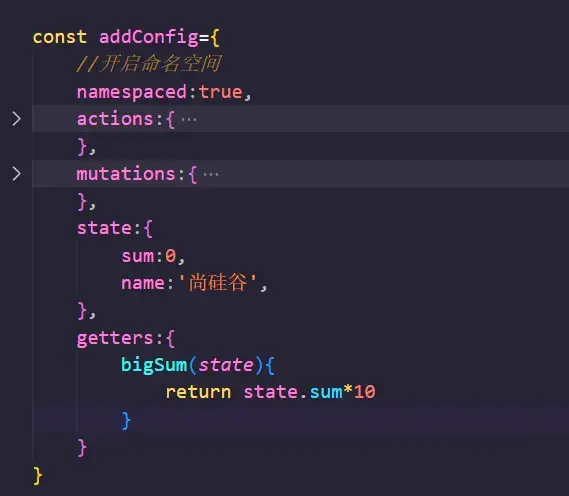 const addConfig={
    //开启命名空间
    namespaced:true,
    actions:{ ⋯
    },
    mutations:{ ⋯
    },
    state:{
        sum:0,
        name:'尚硅谷',
    },
    getters:{
        bigSum(state){
            return state.sum*10
        }
    }
}